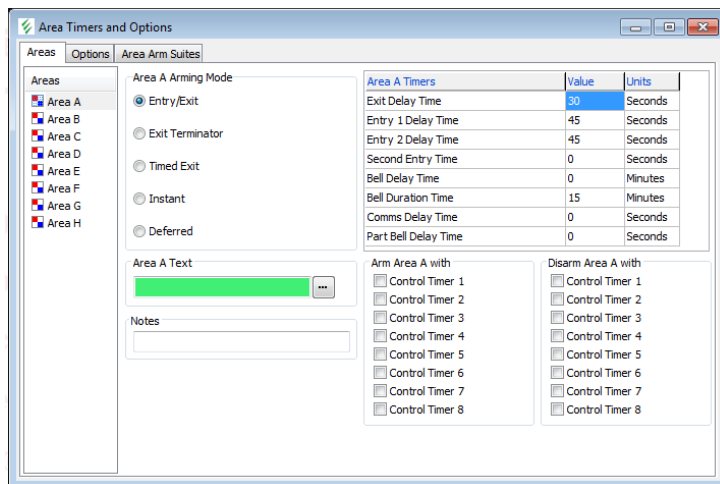 Area Timers and Options
Areas Options Area Arm Suites
Areas
Area A
Area B
Area C
Area D
Area E
Area F
Area G
Area H
Area A Arming Mode
Entry/Exit
Exit Terminator
Timed Exit
Instant
Deferred
Area A Timers Value Units
Exit Delay Time 30 Seconds
Entry 1 Delay Time 45 Seconds
Entry 2 Delay Time 45 Seconds
Second Entry Time 0 Seconds
Bell Delay Time 0 Minutes
Bell Duration Time 15 Minutes
Comms Delay Time 0 Seconds
Part Bell Delay Time 0 Seconds
Area A Text
...
Notes
Arm Area A with
Control Timer 1
Control Timer 2
Control Timer 3
Control Timer 4
Control Timer 5
Control Timer 6
Control Timer 7
Control Timer 8
Disarm Area A with
Control Timer 1
Control Timer 2
Control Timer 3
Control Timer 4
Control Timer 5
Control Timer 6
Control Timer 7
Control Timer 8